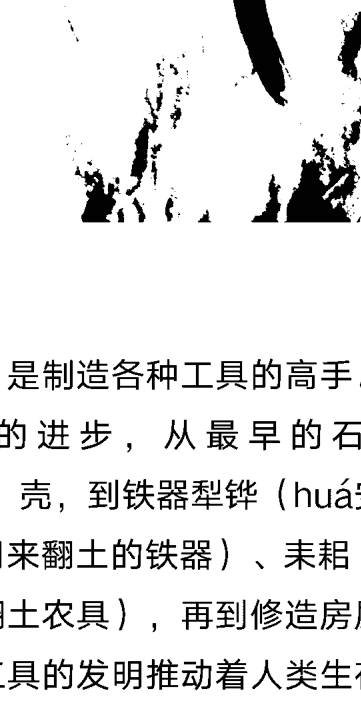 是制造各种工具的高手
的进步，从最早的石
壳，到铁器犁铧（huá
来翻土的铁器）、耒耜
土农具），再到修造房
工具的发明推动着人类生